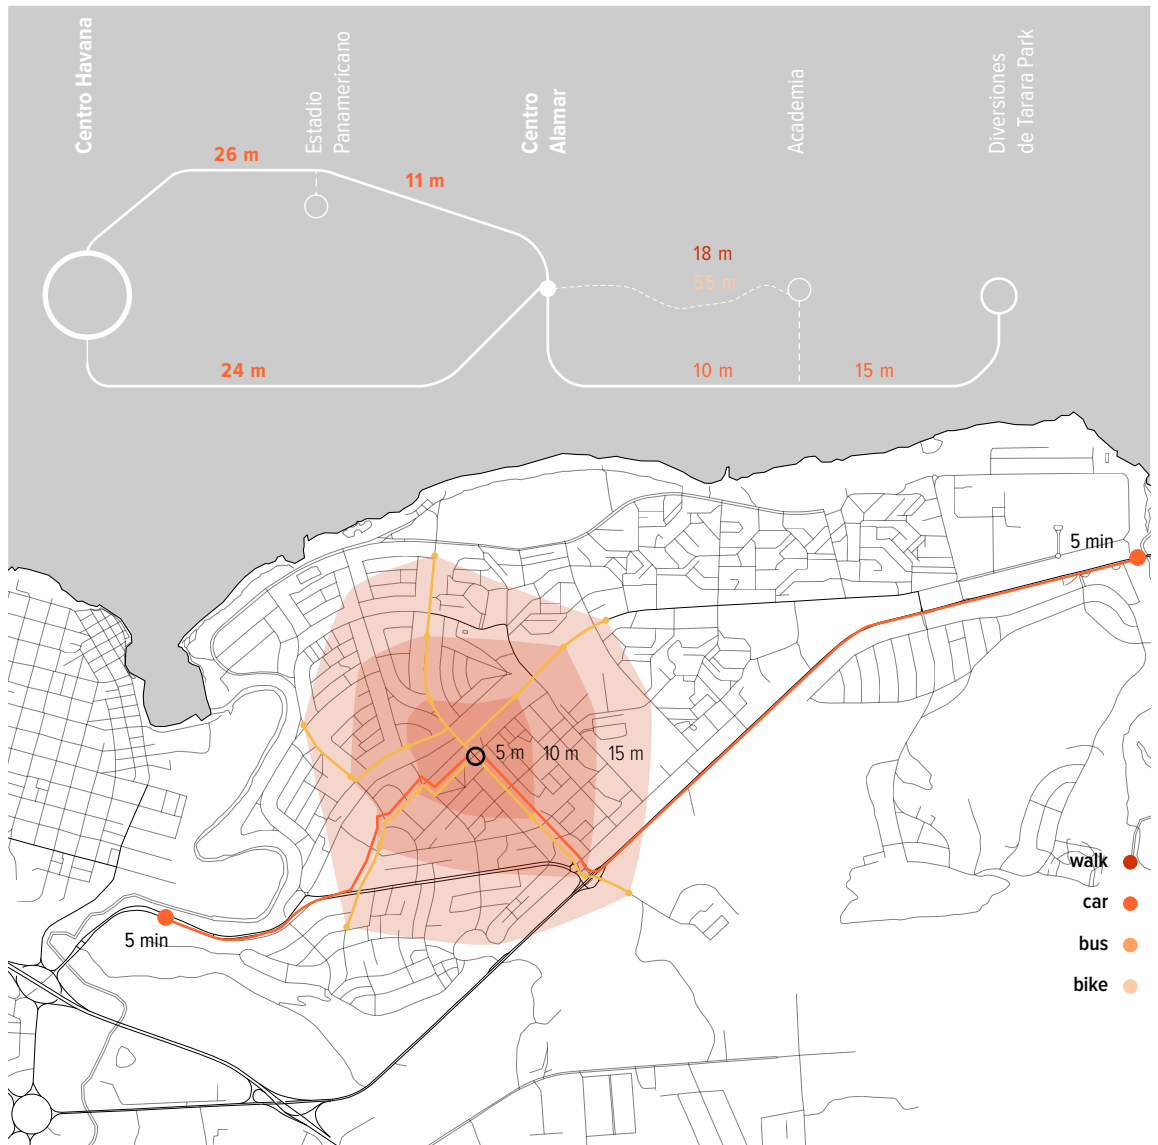 Centro Havana
Estadio
Panamericano
Centro
Alamar
Academia
Diversiones
de Tarara Park
26 m
11 m
18 m
55 m
24 m
10 m
15 m
5 min
5 m
10 m
15 m
walk
car
5 min
bus
bike